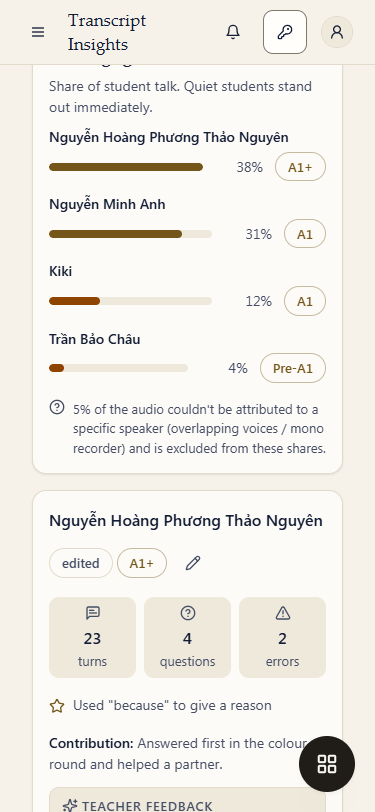 Transcript
Insights
Share of student talk. Quiet students stand
out immediately.
Nguyễn Hoàng Phương Thảo Nguyên
38% A1+
Nguyễn Minh Anh
31% A1
Kiki
12% A1
Trần Bảo Châu
4% Pre-A1
5% of the audio couldn't be attributed to a
specific speaker (overlapping voices / mono
recorder) and is excluded from these shares.
Nguyễn Hoàng Phương Thảo Nguyên
edited A1+
23 4 2
turns questions errors
Used "because" to give a reason
Contribution: Answered first in the colour
round and helped a partner.
TEACHER FEEDBACK